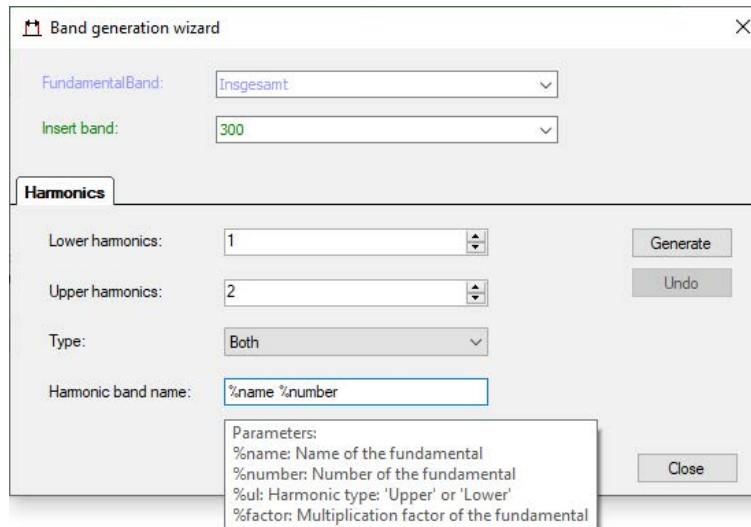 Band generation wizard
FundamentalBand: Insgesamt
Insert band: 300
Harmonics
Lower harmonics: 1 Generate
Upper harmonics: 2 Undo
Type: Both
Harmonic band name: %name %number
Parameters:
%name: Name of the fundamental
%number: Number of the fundamental
%ul: Harmonic type: 'Upper' or 'Lower'
%factor: Multiplication factor of the fundamental
Close